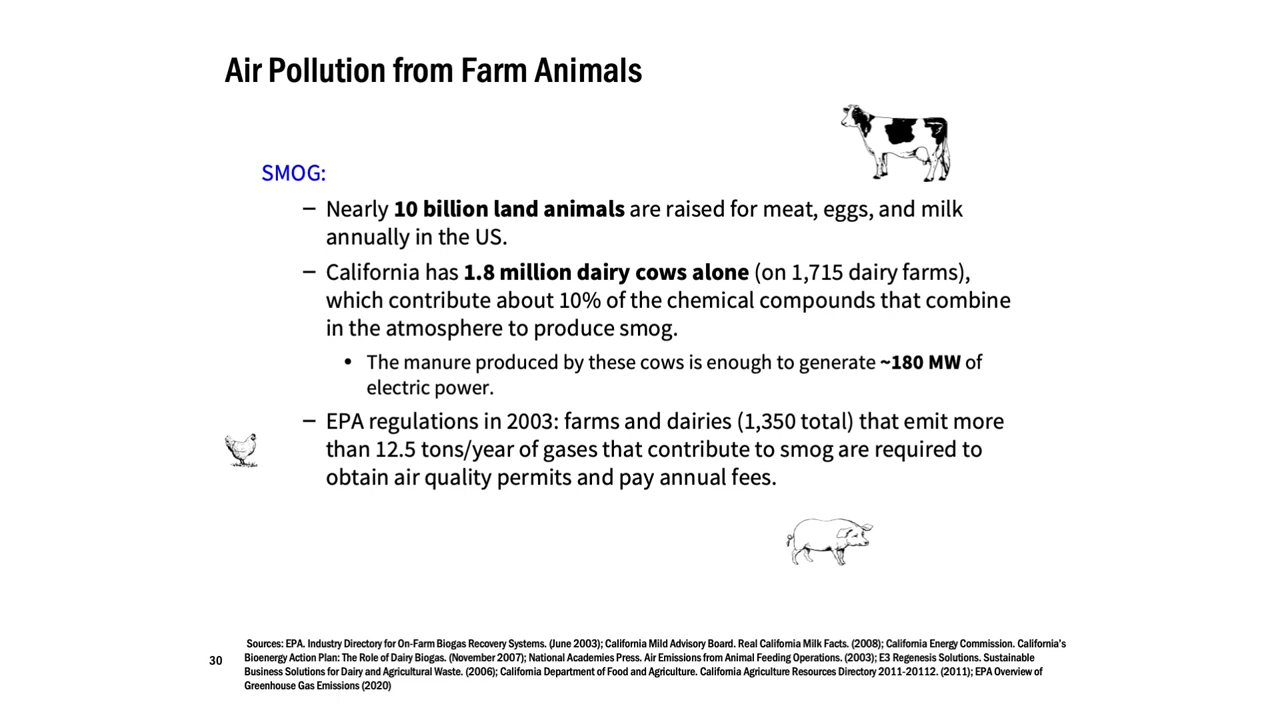 Air Pollution from Farm Animals
SMOG:
– Nearly 10 billion land animals are raised for meat, eggs, and milk
annually in the US.
– California has 1.8 million dairy cows alone (on 1,715 dairy farms),
which contribute about 10% of the chemical compounds that combine
in the atmosphere to produce smog.
• The manure produced by these cows is enough to generate ~180 MW of
electric power.
– EPA regulations in 2003: farms and dairies (1,350 total) that emit more
than 12.5 tons/year of gases that contribute to smog are required to
obtain air quality permits and pay annual fees.
Sources: EPA. Industry Directory for On-Farm Biogas Recovery Systems. (June 2003); California Mild Advisory Board. Real California Milk Facts. (2008); California Energy Commission. California's
Bioenergy Action Plan: The Role of Dairy Biogas. (November 2007); National Academies Press. Air Emissions from Animal Feeding Operations. (2003); E3 Regenesis Solutions. Sustainable
Business Solutions for Dairy and Agricultural Waste. (2006); California Department of Food and Agriculture. California Agriculture Resources Directory 2011-20112. (2011); EPA Overview of
Greenhouse Gas Emissions (2020)
30